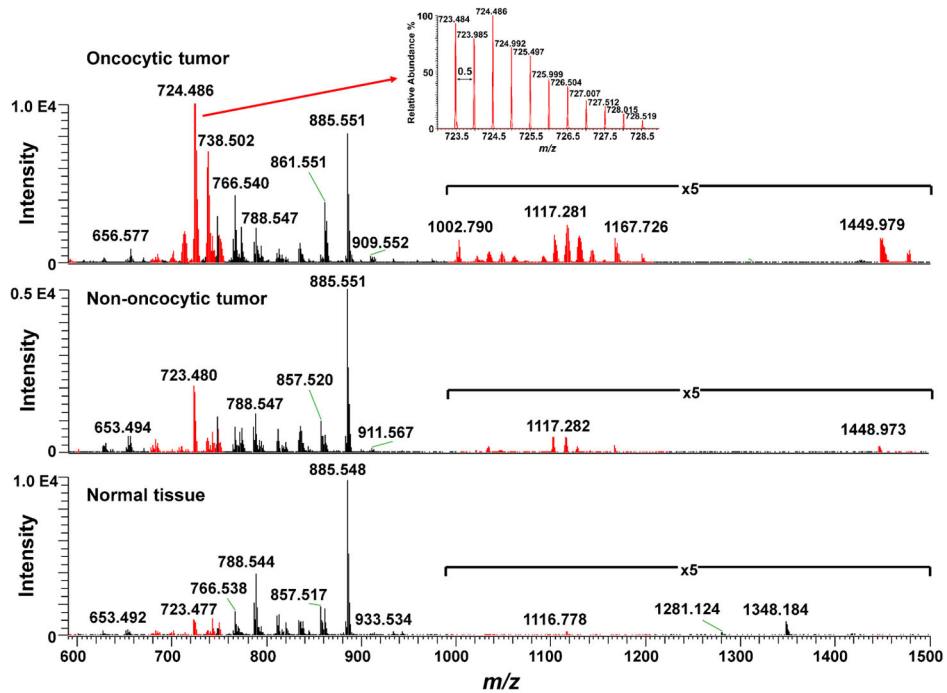 Oncocytic tumor
724.486
738.502
766.540
788.547
861.551
885.551
656.577
909.552
1.0 E4
0
Intensity
x5
1002.790
1117.281
1167.726
1449.979
Relative Abundance %
100
50
0
723.484
723.985
724.486
724.992
725.497
725.999
726.504
727.007
727.512
728.015
728.519
0.5
723.5 724.5 725.5 726.5 727.5 728.5
m/z
Non-oncocytic tumor
885.551
0.5 E4
0
Intensity
723.480
788.547
857.520
653.494
911.567
x5
1117.282
1448.973
Normal tissue
885.548
1.0 E4
0
Intensity
788.544
766.538
857.517
653.492
723.477
933.534
x5
1116.778
1281.124
1348.184
600 700 800 900 1000 1100 1200 1300 1400 1500
m/z